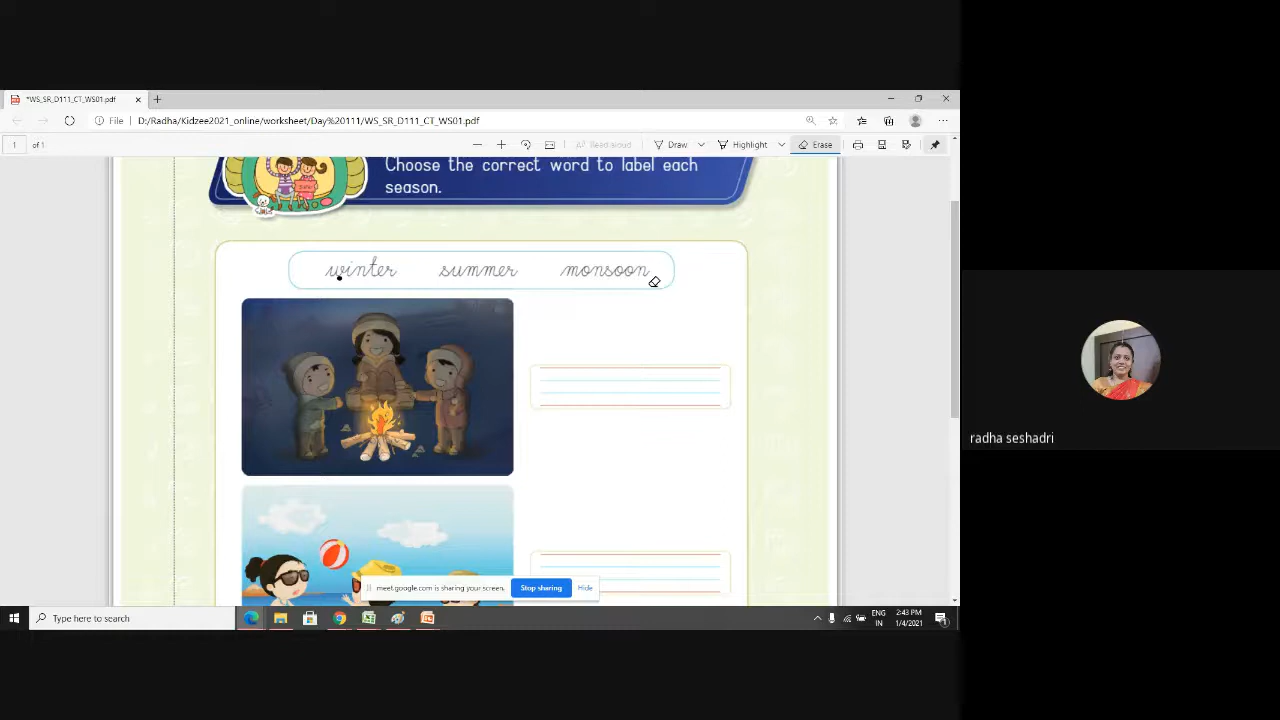 *WS_SR_D111_CT_WS01.pdf
File D:/Radha/Kidzee2021_online/worksheet/Day%20111/WS_SR_D111_CT_WS01.pdf
1 of 1 Read aloud Draw Highlight Erase
Choose the correct word to label each
season.
winter summer monsoon
radha seshadri
meet.google.com is sharing your screen. Stop sharing Hide
Type here to search
ENG 2:43 PM
IN 1/4/2021